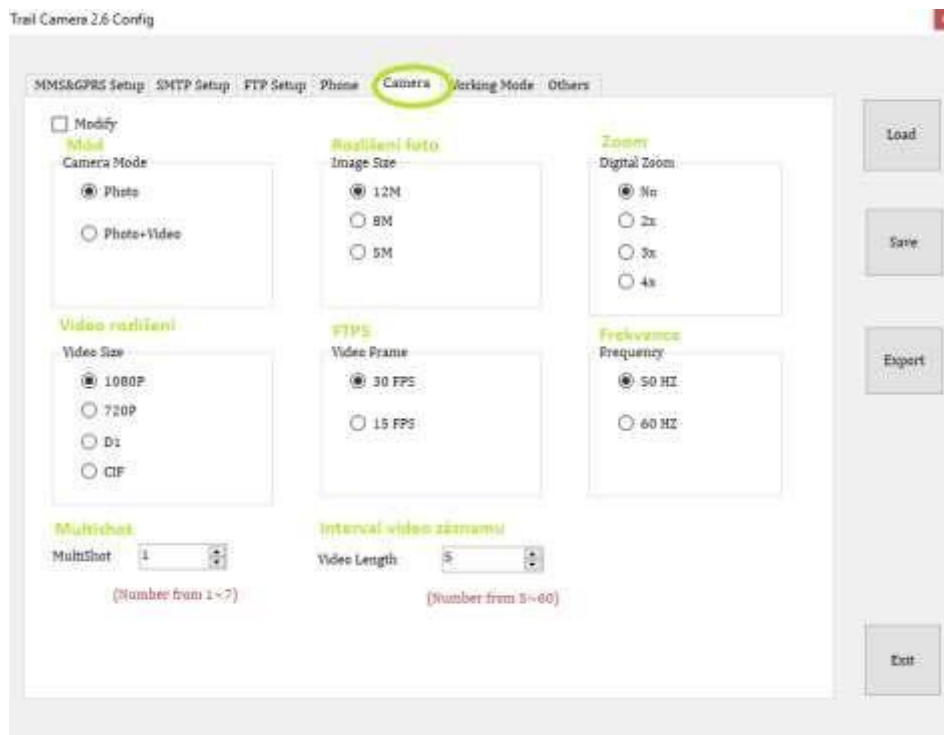 Trail Camera 2.6 Config
MMS&GPRS Setup SMTP Setup FTP Setup Phone Camera Working Mode Others
Modify
Mód
Camera Mode
Photo
Photo+Video
Rozlišení foto
Image Size
12M
8M
5M
Zoom
Digital Zoom
No
2x
3x
4x
Video rozlišení
Video Size
1080P
720P
D1
CIF
FTPS
Video Frame
30 FPS
15 FPS
Frekvence
Frequency
50 HZ
60 HZ
Multishot
MultiShot 1
(Number from 1~7)
Interval video záznamu
Video Length 5
(Number from 5~60)
Load
Save
Export
Exit